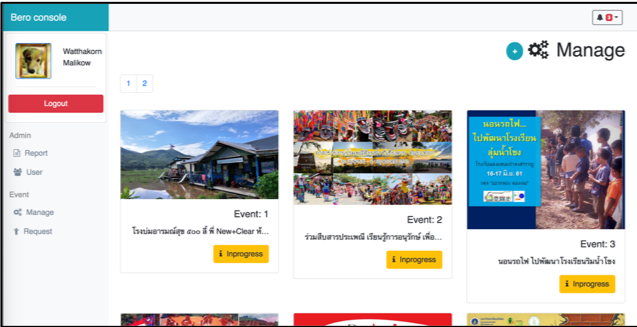 Bero console
3
Watthakorn
Malikow
Logout
Admin
Report
User
Event
Manage
Request
+ Manage
1 2
Event: 1
โรงบ่มอารมณ์สุข ๕๐๐ ลี้ พี่ New+Clear ทั...
Inprogress
Event: 2
ร่วมสืบสารประเพณี เรียนรู้การอนุรักษ์ เพื่อ...
Inprogress
นอนรถไฟ...
ไปพัฒนาโรงเรียน
ลุ่มน้ำโขง
16-17 มิ.ย. 61
Event: 3
นอนรถไฟ ไปพัฒนาโรงเรียนริมน้ำโขง
Inprogress